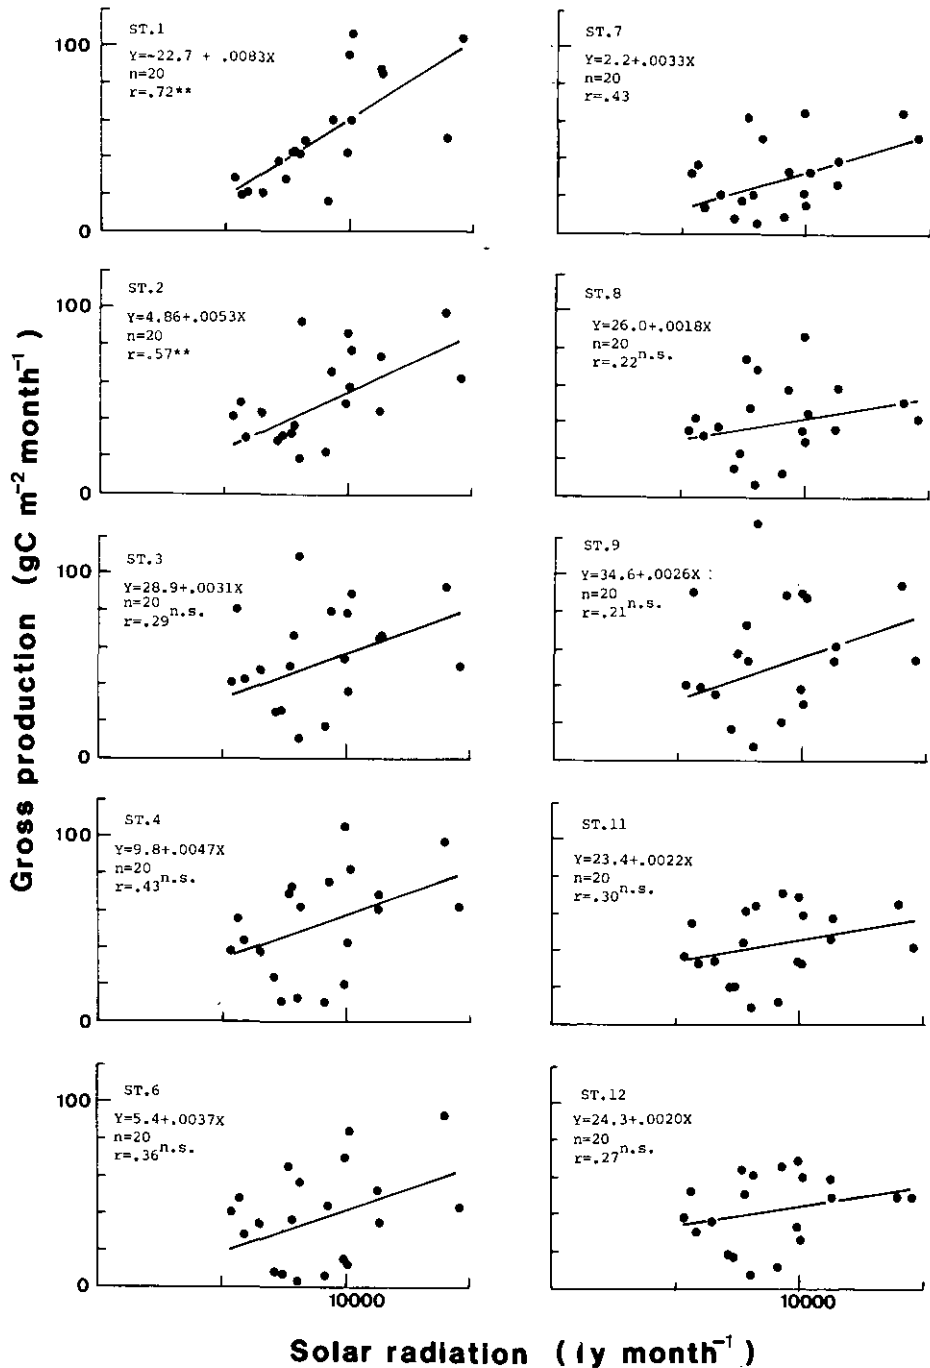 ST.1
Y=-22.7 + .0083X
n=20
r=.72**
100
0
ST.7
Y=2.2+.0033X
n=20
r=.43
ST.2
Y=4.86+.0053X
n=20
r=.57**
100
0
ST.8
Y=26.0+.0018X
n=20
r=.22n.s.
ST.3
Y=28.9+.0031X
n=20
r=.29n.s.
100
0
ST.9
Y=34.6+.0026X
n=20
r=.21n.s.
ST.4
Y=9.8+.0047X
n=20
r=.43n.s.
100
0
ST.11
Y=23.4+.0022X
n=20
r=.30n.s.
ST.6
Y=5.4+.0037X
n=20
r=.36n.s.
100
0
10000
ST.12
Y=24.3+.0020X
n=20
r=.27n.s.
10000
Gross production (gC m⁻² month⁻¹)
Solar radiation (ly month⁻¹)